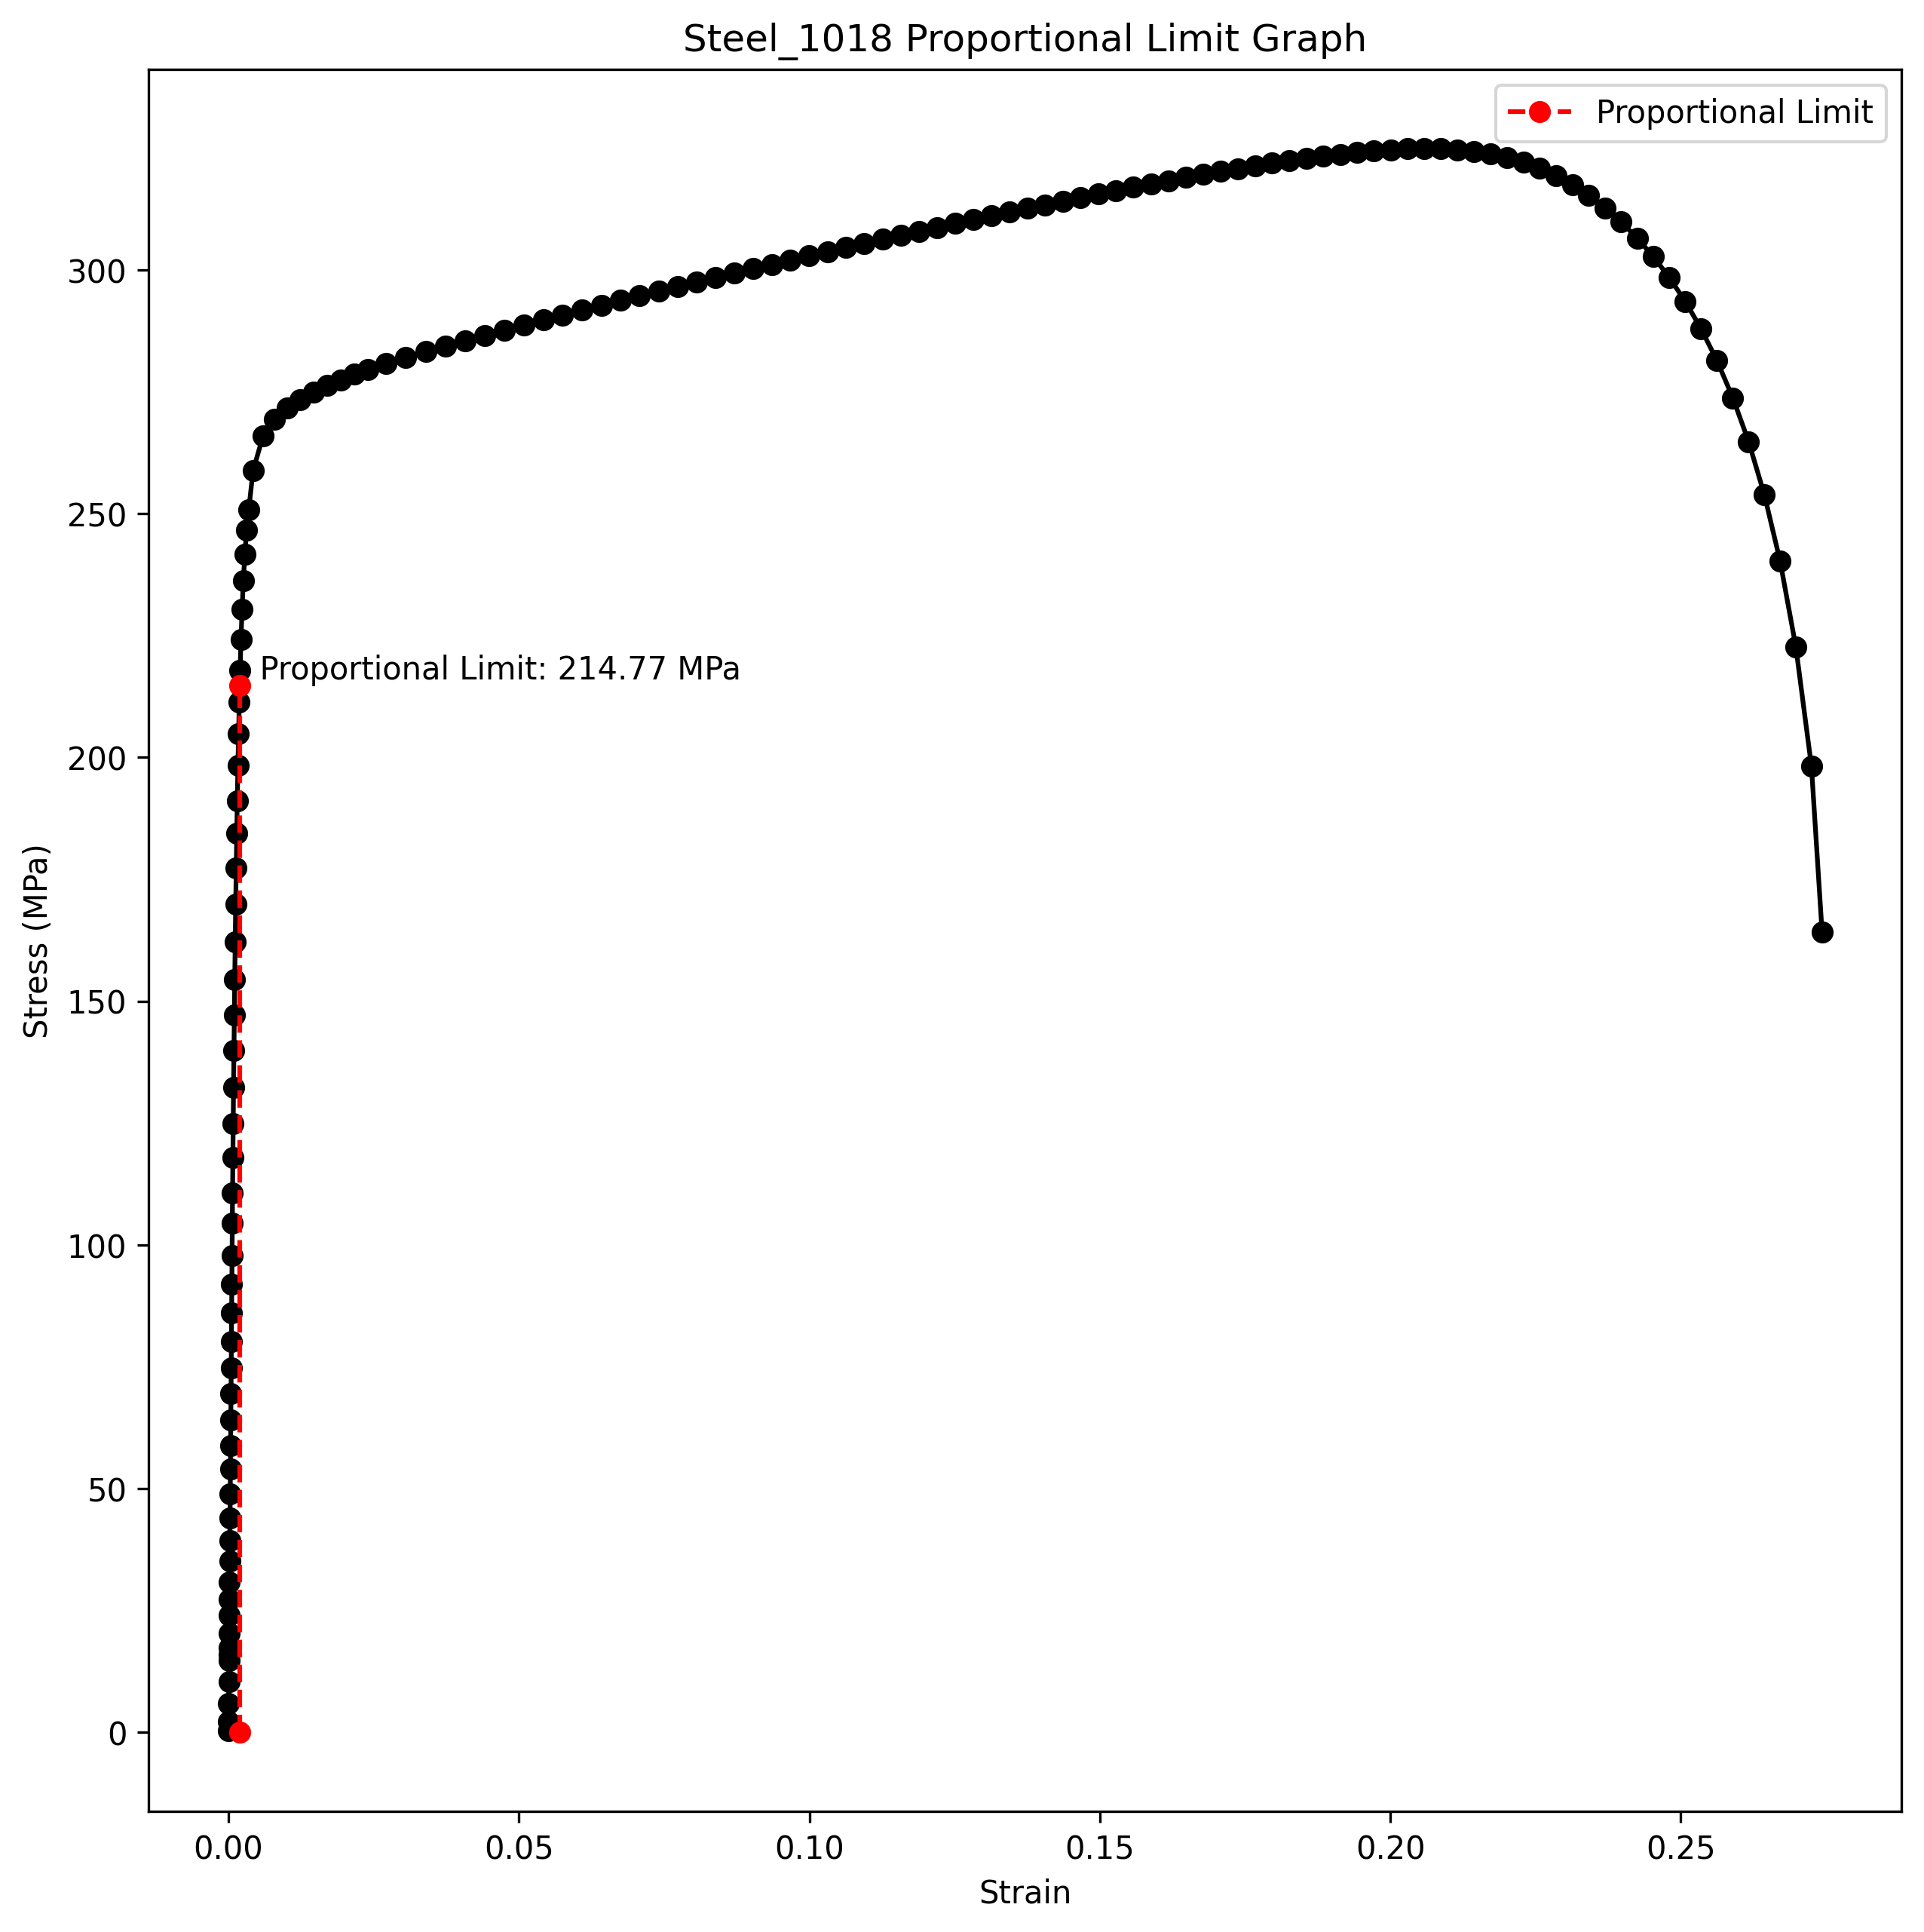 Steel_1018 Proportional Limit Graph
Proportional Limit
300
250
Proportional Limit: 214.77 MPa
200
Stress (MPa)
150
100
50
0
0.00 0.05 0.10 0.15 0.20 0.25
Strain